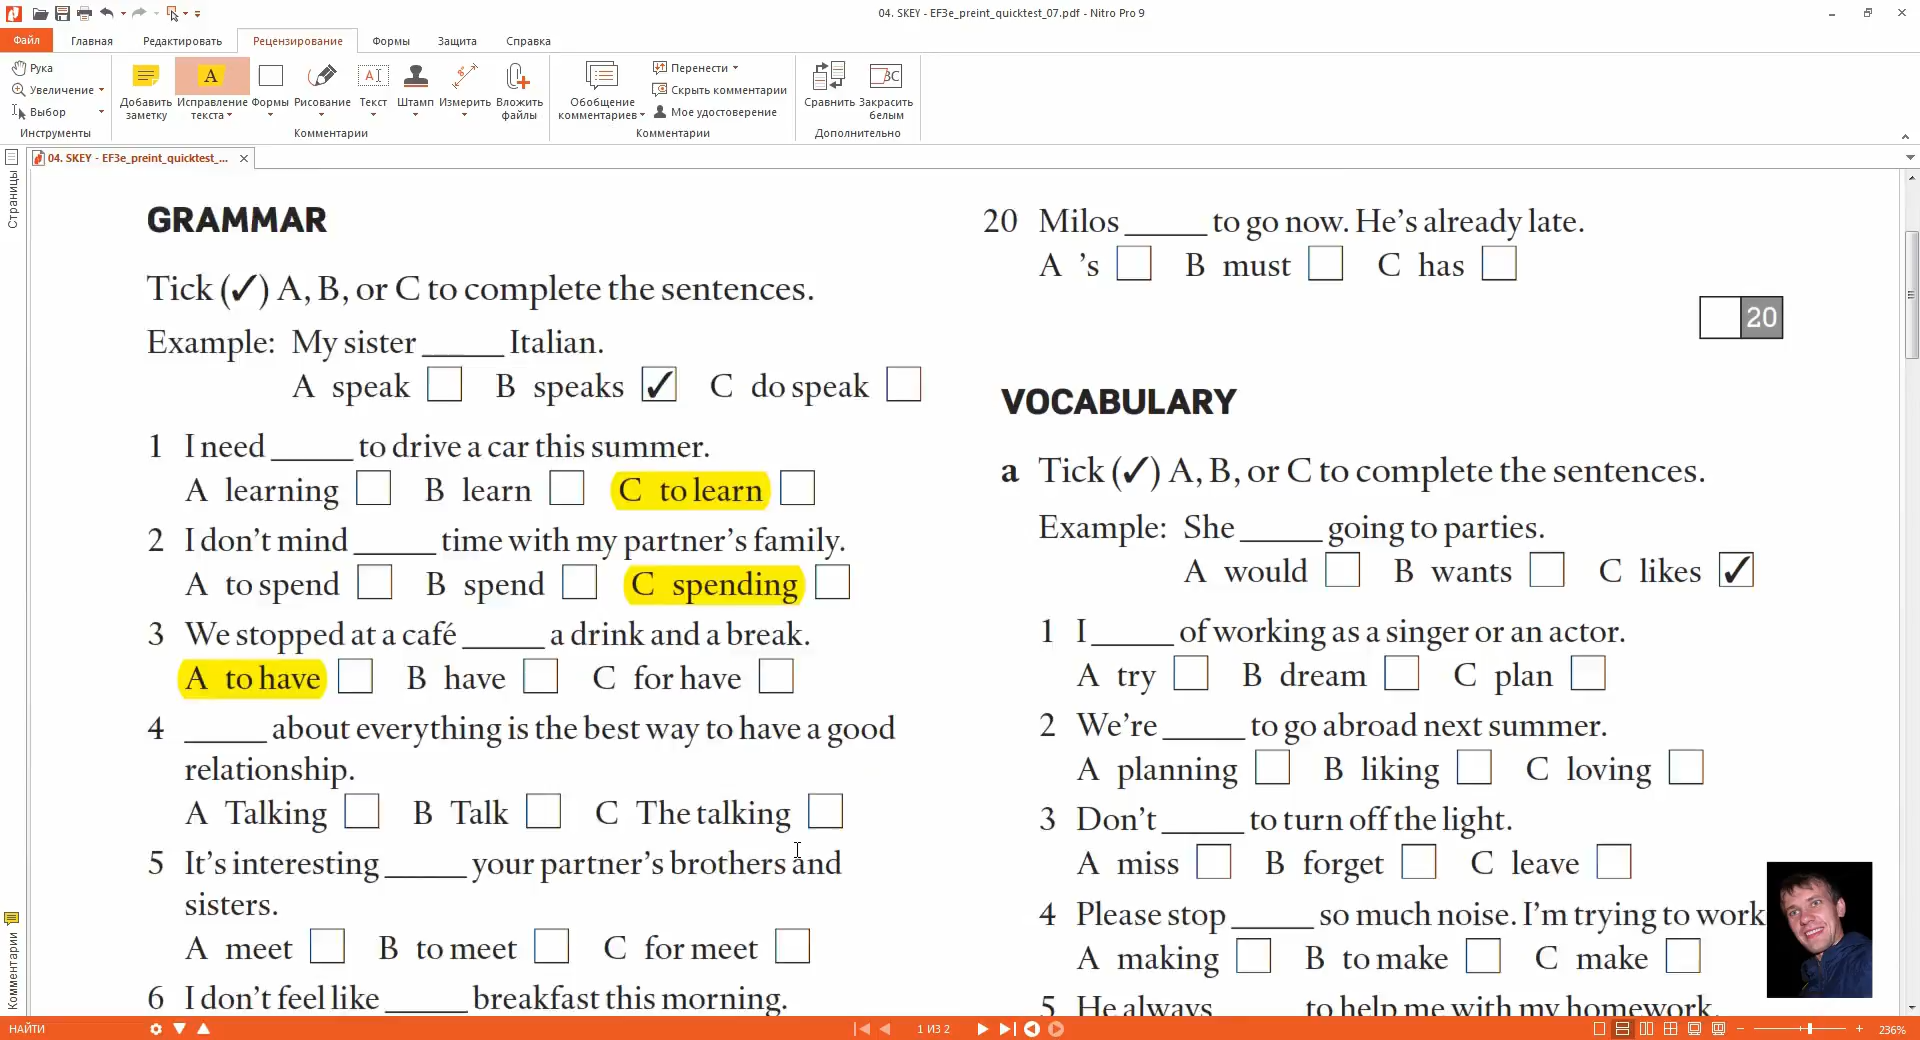 04. SKEY - EF3e_preint_quicktest_07.pdf - Nitro Pro 9
Файл
Главная
Редактировать
Рецензирование
Формы
Защита
Справка
Рука
Увеличение
Выбор
Инструменты
Добавить заметку
Исправление текста
Формы
Рисование
Текст
Штамп
Измерить
Вложить файлы
Комментарии
Обобщение комментариев
Перенести
Скрыть комментарии
Мое удостоверение
Комментарии
Сравнить
Закрасить белым
Дополнительно
04. SKEY - EF3e_preint_quicktest_...
Страницы
Комментарии
GRAMMAR
Tick (✓) A, B, or C to complete the sentences.
Example: My sister _____ Italian.
A speak B speaks ✓ C do speak
1 I need _____ to drive a car this summer.
A learning B learn C to learn
2 I don't mind _____ time with my partner's family.
A to spend B spend C spending
3 We stopped at a café _____ a drink and a break.
A to have B have C for have
4 _____ about everything is the best way to have a good
relationship.
A Talking B Talk C The talking
5 It's interesting _____ your partner's brothers and
sisters.
A meet B to meet C for meet
6 I don't feel like _____ breakfast this morning.
20 Milos _____ to go now. He's already late.
A 's B must C has
20
VOCABULARY
a Tick (✓) A, B, or C to complete the sentences.
Example: She _____ going to parties.
A would B wants C likes ✓
1 I _____ of working as a singer or an actor.
A try B dream C plan
2 We're _____ to go abroad next summer.
A planning B liking C loving
3 Don't _____ to turn off the light.
A miss B forget C leave
4 Please stop _____ so much noise. I'm trying to work
A making B to make C make
5 He always _____ to help me with my homework.
НАЙТИ
1 ИЗ 2
236%